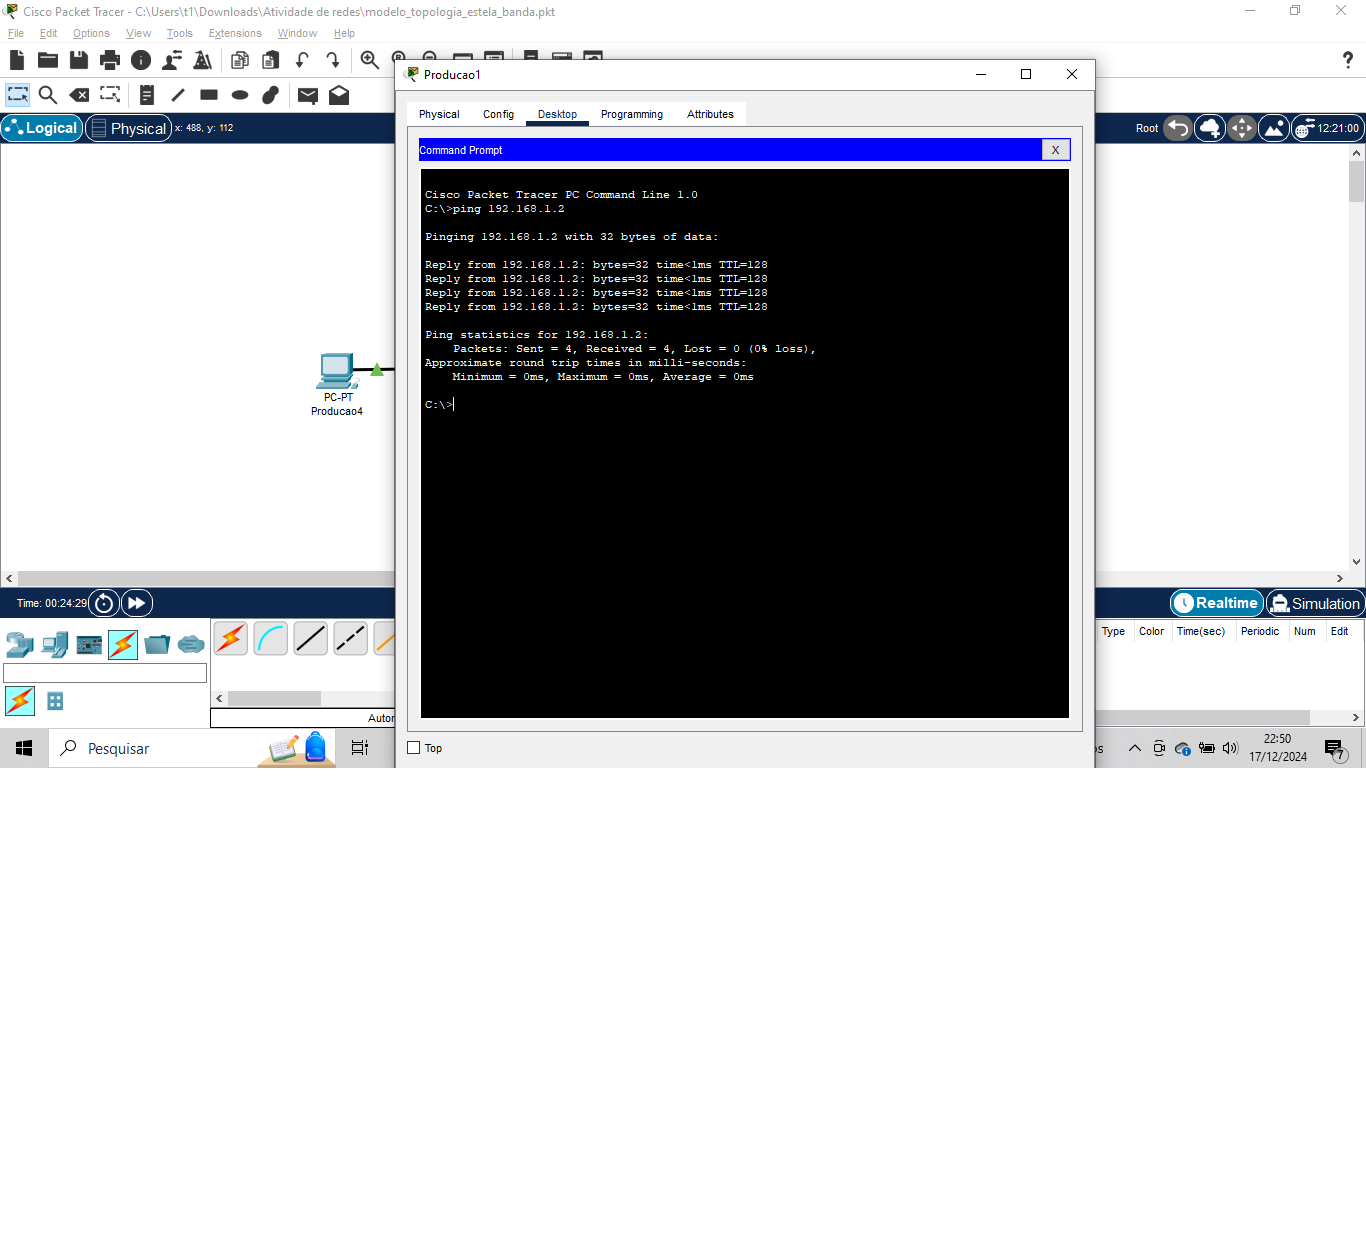 Cisco Packet Tracer - C:\Users\t1\Downloads\Atividade de redes\modelo_topologia_estela_banda.pkt
File Edit Options View Tools Extensions Window Help
?
Producao1
Physical Config Desktop Programming Attributes
Logical Physical x: 488, y: 112
Root 12:21:00
Command Prompt X
Cisco Packet Tracer PC Command Line 1.0
C:\>ping 192.168.1.2
Pinging 192.168.1.2 with 32 bytes of data:
Reply from 192.168.1.2: bytes=32 time<1ms TTL=128
Reply from 192.168.1.2: bytes=32 time<1ms TTL=128
Reply from 192.168.1.2: bytes=32 time<1ms TTL=128
Reply from 192.168.1.2: bytes=32 time<1ms TTL=128
Ping statistics for 192.168.1.2:
Packets: Sent = 4, Received = 4, Lost = 0 (0% loss),
Approximate round trip times in milli-seconds:
Minimum = 0ms, Maximum = 0ms, Average = 0ms
C:\>
PC-PT
Producao4
Time: 00:24:29
Realtime Simulation
Type Color Time(sec) Periodic Num Edit
Autor
Top
Pesquisar
os
22:50
17/12/2024
7